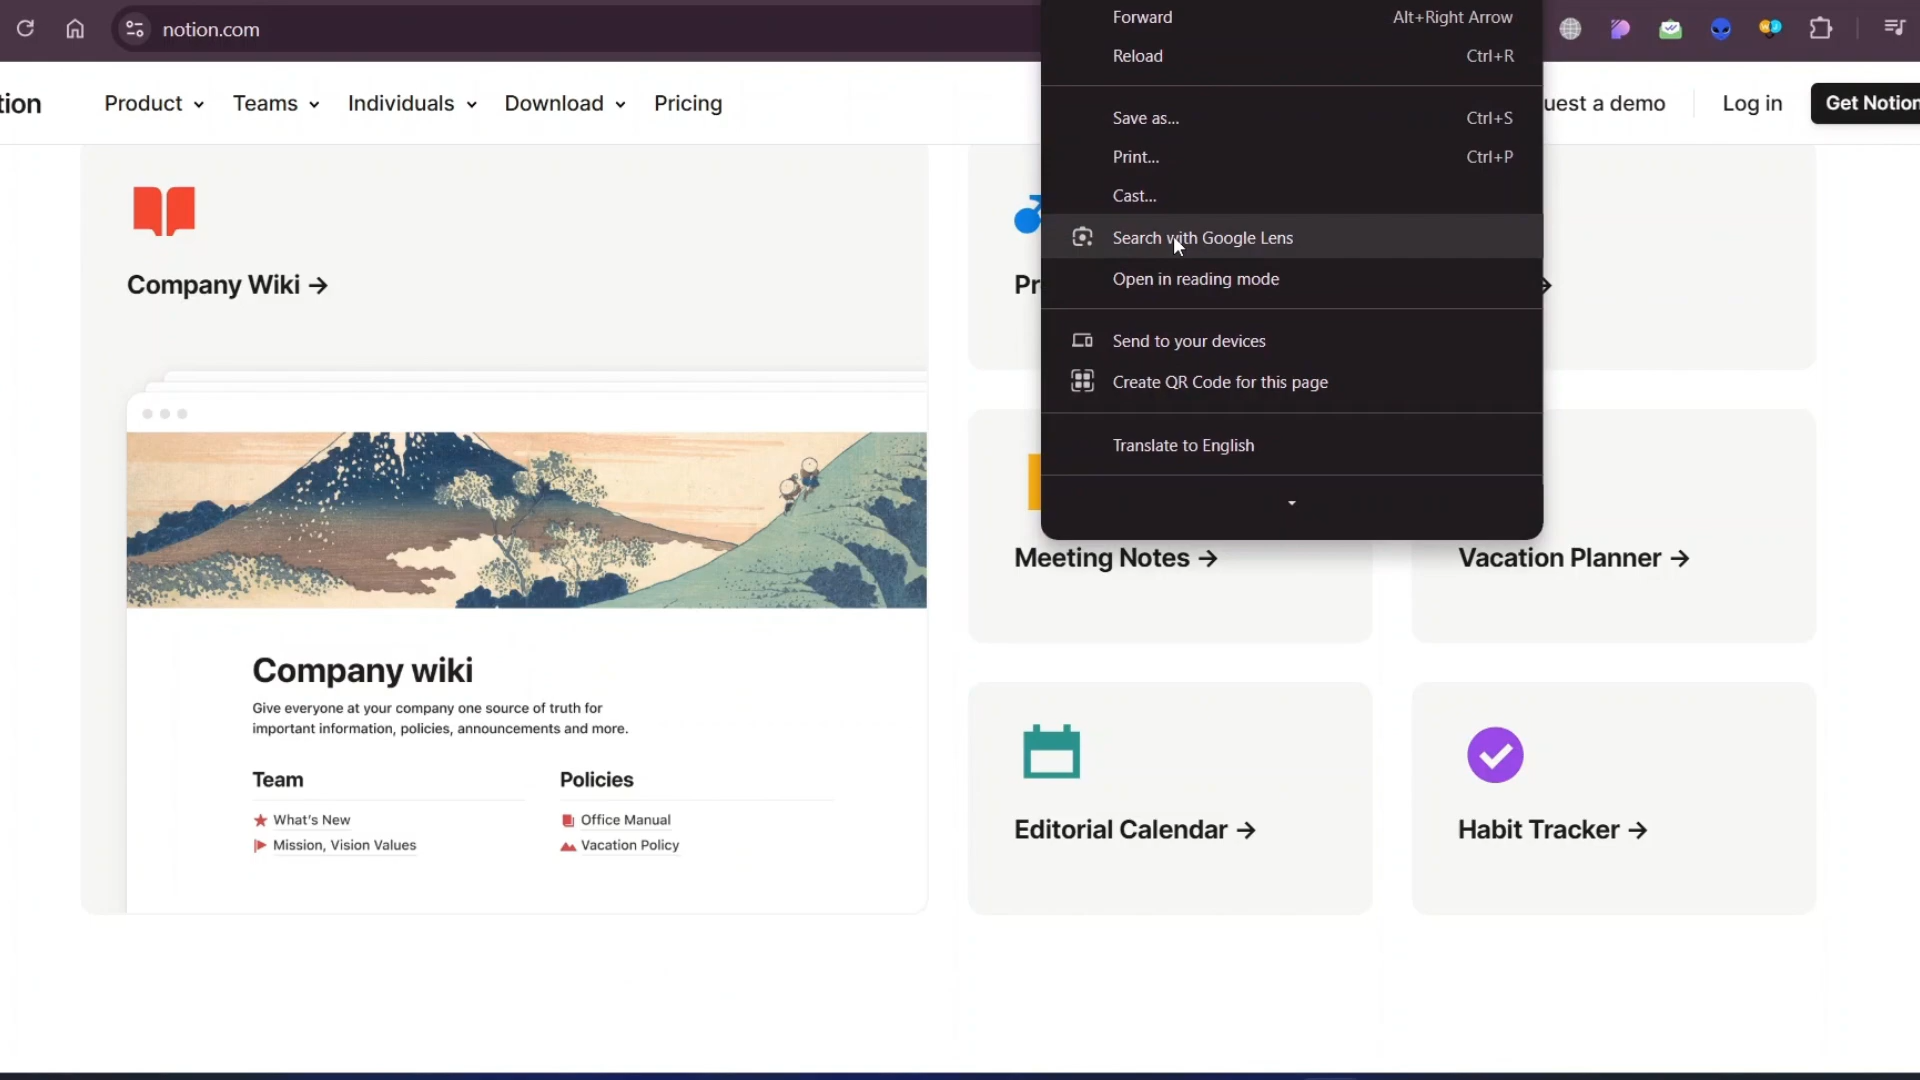 notion.com
Forward Alt+Right Arrow
Reload Ctrl+R
Save as... Ctrl+S
Print... Ctrl+P
Cast...
Search with Google Lens
Open in reading mode
Send to your devices
Create QR Code for this page
Translate to English
tion
Product
Teams
Individuals
Download
Pricing
uest a demo
Log in
Get Notion
Company Wiki →
Pr
Company wiki
Give everyone at your company one source of truth for
important information, policies, announcements and more.
Team
What's New
Mission, Vision Values
Policies
Office Manual
Vacation Policy
Meeting Notes →
Vacation Planner →
Editorial Calendar →
Habit Tracker →